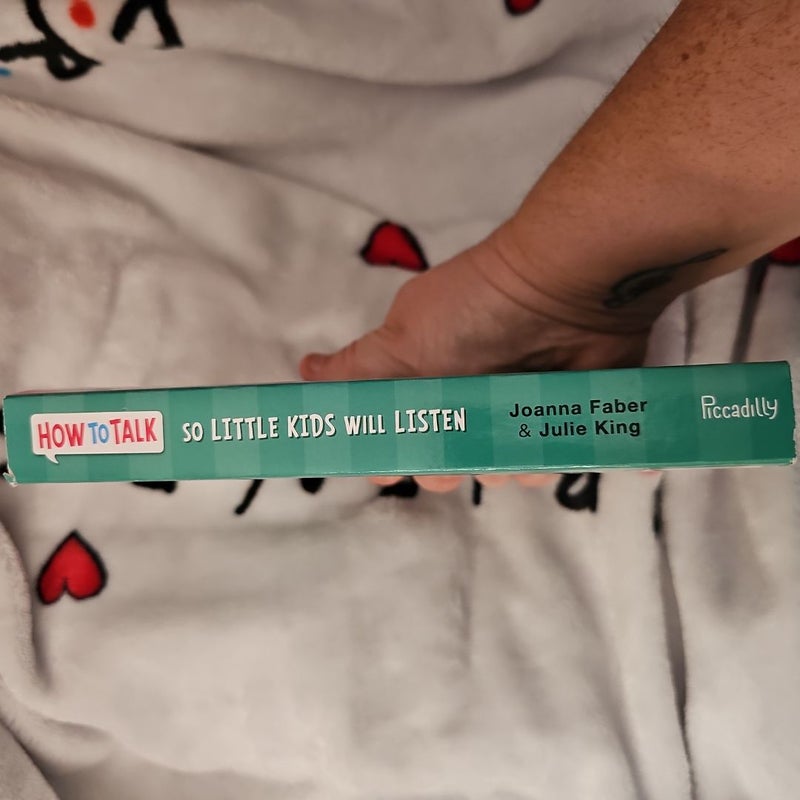 HOW TO TALK
SO LITTLE KIDS WILL LISTEN
Joanna Faber
& Julie King
Piccadilly